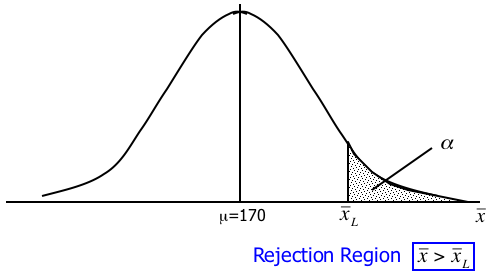 α
μ=170
x̄_L
x̄
Rejection Region x̄ > x̄_L